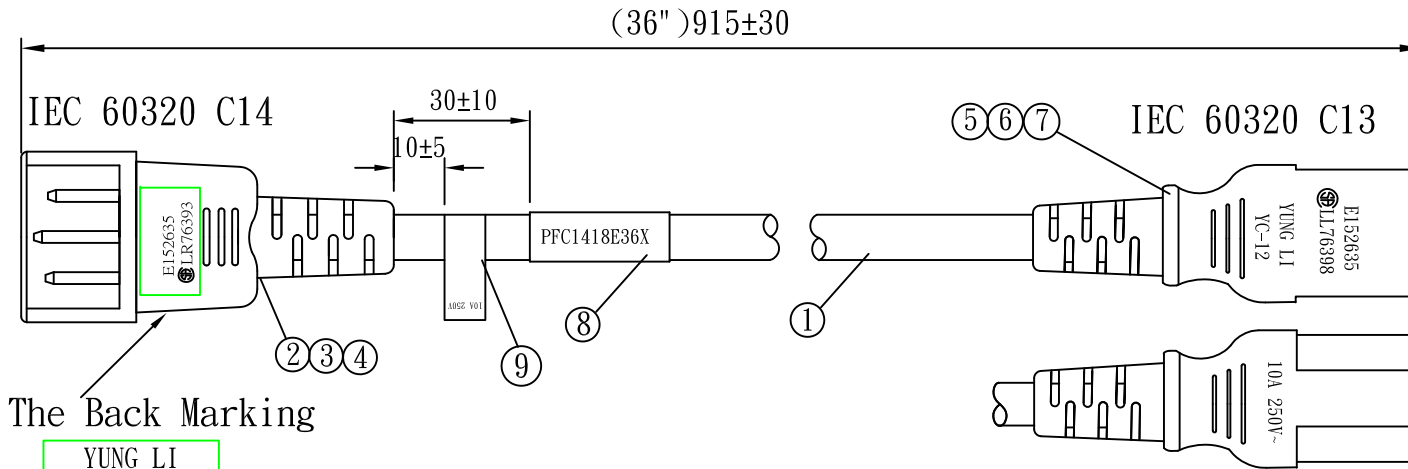 (36")915±30
IEC 60320 C14
30±10
10±5
⑤⑥⑦
IEC 60320 C13
E152635
LR76393
PFC1418E36X
10A 250V
YUNG LI
YC-12
E152635
LL76398
②③④
⑨
⑧
①
10A 250V~
The Back Marking
YUNG LI